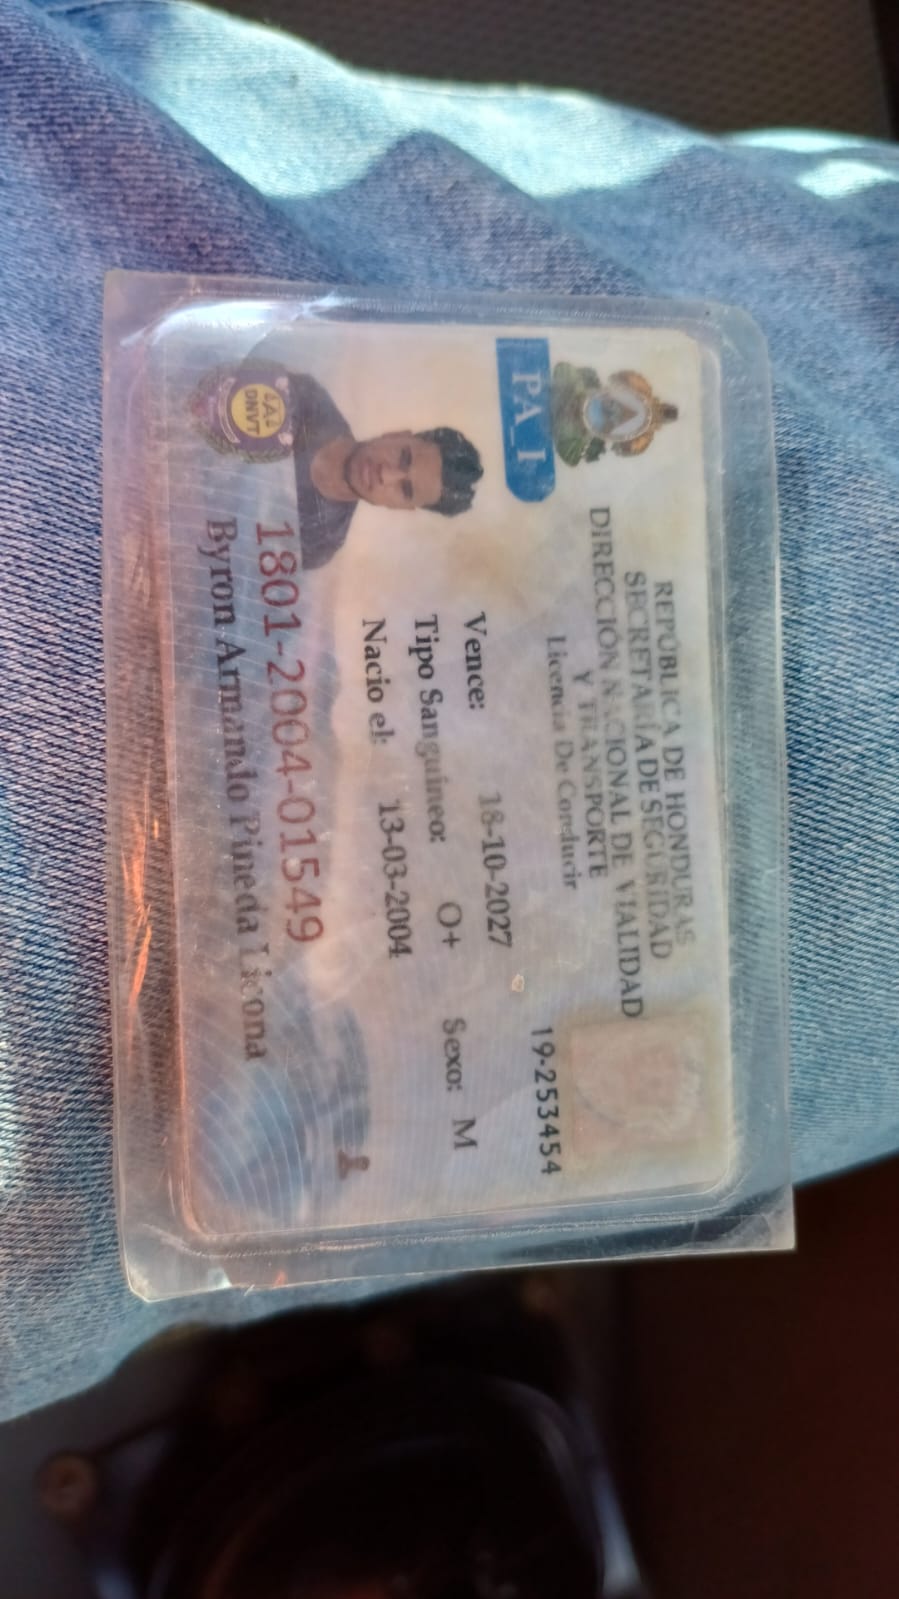 REPÚBLICA DE HONDURAS
SECRETARÍA DE SEGURIDAD
DIRECCIÓN NACIONAL DE VIALIDAD
Y TRANSPORTE
Licencia De Conducir
PA_I
19-253454
Vence: 18-10-2027
Tipo Sanguineo: O+ Sexo: M
Nacio el: 13-03-2004
1801-2004-01549
Byron Armando Pineda Licona
DNVT